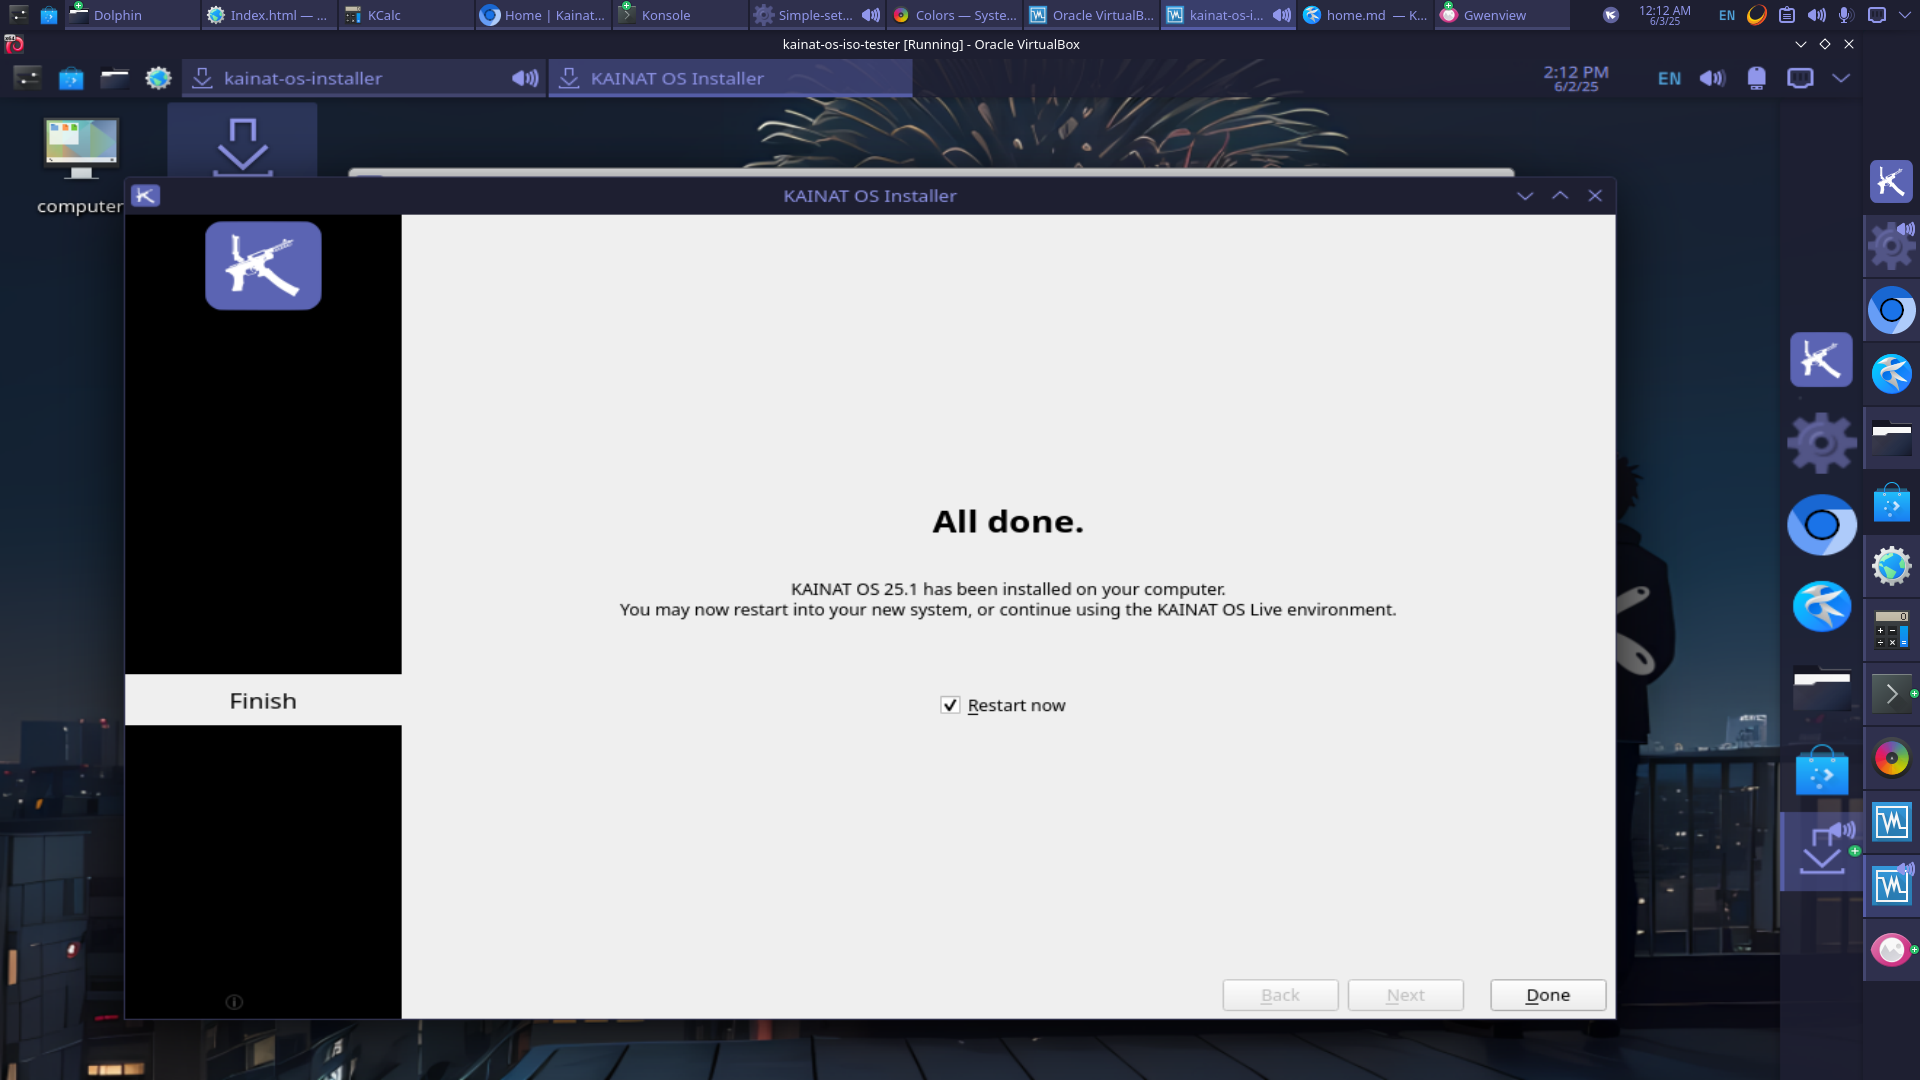 Dolphin
Index.html — ...
KCalc
Home | Kainat...
Konsole
Simple-set...
Colors — Syste...
Oracle VirtualB...
kainat-os-i...
home.md — K...
Gwenview
12:12 AM
6/3/25
EN
kainat-os-iso-tester [Running] - Oracle VirtualBox
kainat-os-installer
KAINAT OS Installer
2:12 PM
6/2/25
EN
computer
KAINAT OS Installer
All done.
KAINAT OS 25.1 has been installed on your computer.
You may now restart into your new system, or continue using the KAINAT OS Live environment.
Restart now
Finish
Back
Next
Done